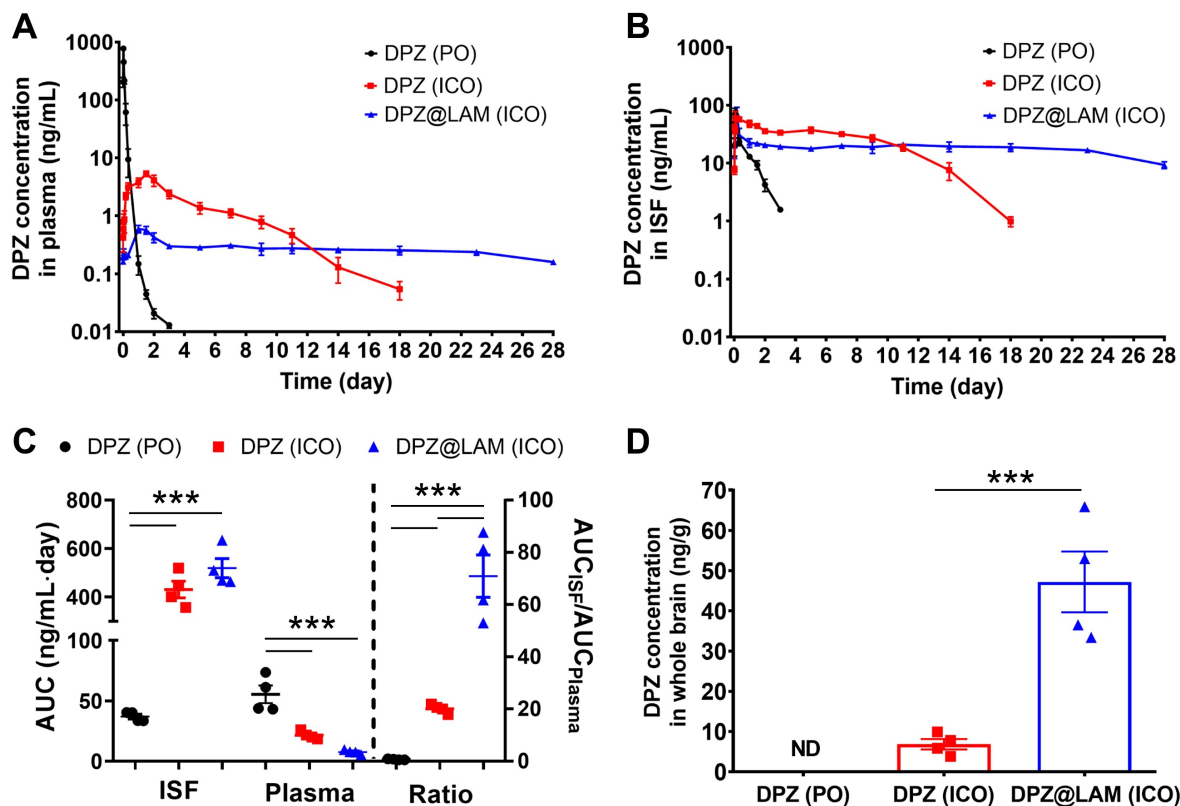 A
DPZ concentration
in plasma (ng/mL)
1000
100
10
1
0.1
0.01
DPZ (PO)
DPZ (ICO)
DPZ@LAM (ICO)
0 2 4 6 8 10 12 14 16 18 20 22 24 26 28
Time (day)
B
DPZ concentration
in ISF (ng/mL)
1000
100
10
1
0.1
0.01
DPZ (PO)
DPZ (ICO)
DPZ@LAM (ICO)
0 2 4 6 8 10 12 14 16 18 20 22 24 26 28
Time (day)
C
DPZ (PO) DPZ (ICO) DPZ@LAM (ICO)
AUC (ng/mL·day)
800
600
400
100
50
0
***
***
***
100
80
60
40
20
0
AUCISF/AUCPlasma
ISF Plasma Ratio
D
DPZ concentration
in whole brain (ng/g)
70
60
50
40
30
20
10
0
***
ND
DPZ (PO) DPZ (ICO) DPZ@LAM (ICO)